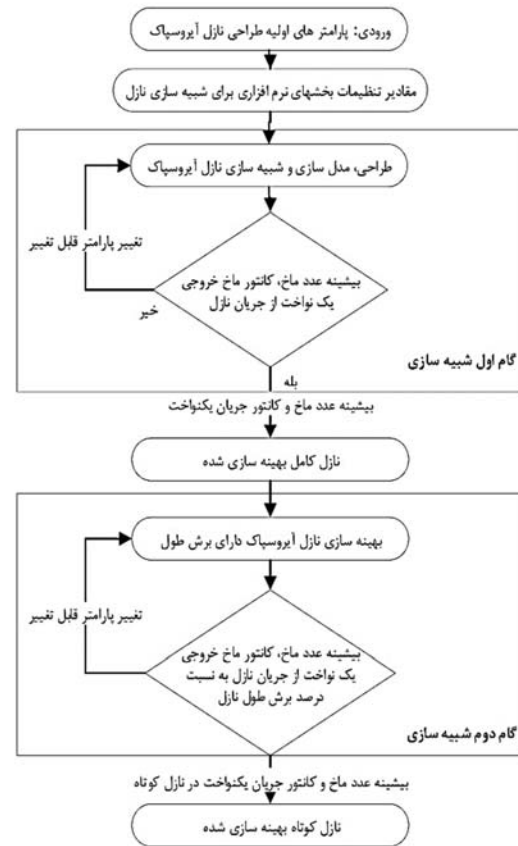 ورودی: پارامتر های اولیه طراحی نازل آیروسپاک
مقادیر تنظیمات بخشهای نرم افزاری برای شبیه سازی نازل
طراحی، مدل سازی و شبیه سازی نازل آیروسپاک
تغییر پارامتر قابل تغییر
بیشینه عدد ماخ، کانتور ماخ خروجی
یک نواخت از جریان نازل
خیر
گام اول شبیه سازی
بله
بیشینه عدد ماخ و کانتور جریان یکنواخت
نازل کامل بهینه سازی شده
بهینه سازی نازل آیروسپاک دارای برش طول
تغییر پارامتر قابل تغییر
بیشینه عدد ماخ، کانتور ماخ خروجی
یک نواخت از جریان نازل به نسبت
درصد برش طول نازل
گام دوم شبیه سازی
بیشینه عدد ماخ و کانتور جریان یکنواخت در نازل کوتاه
نازل کوتاه بهینه سازی شده